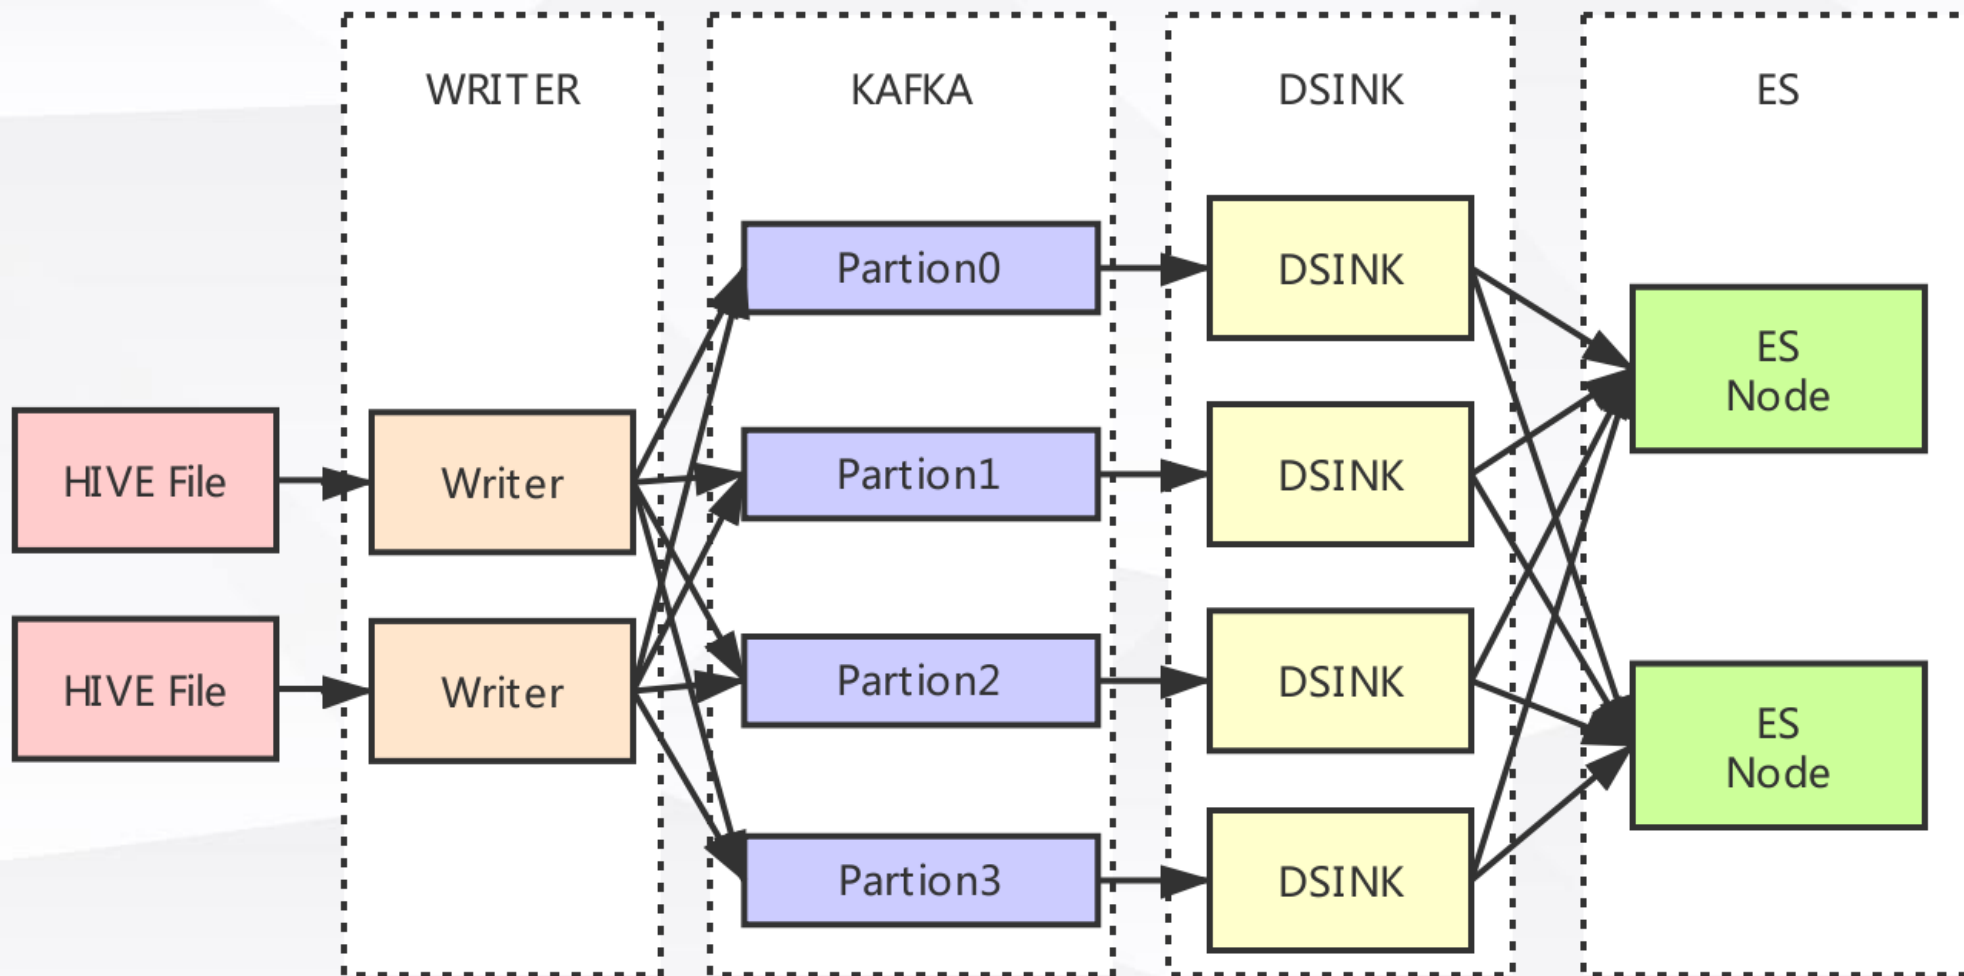 WRITER
KAFKA
DSINK
ES
HIVE File
HIVE File
Writer
Writer
Partion0
Partion1
Partion2
Partion3
DSINK
DSINK
DSINK
DSINK
ES
Node
ES
Node